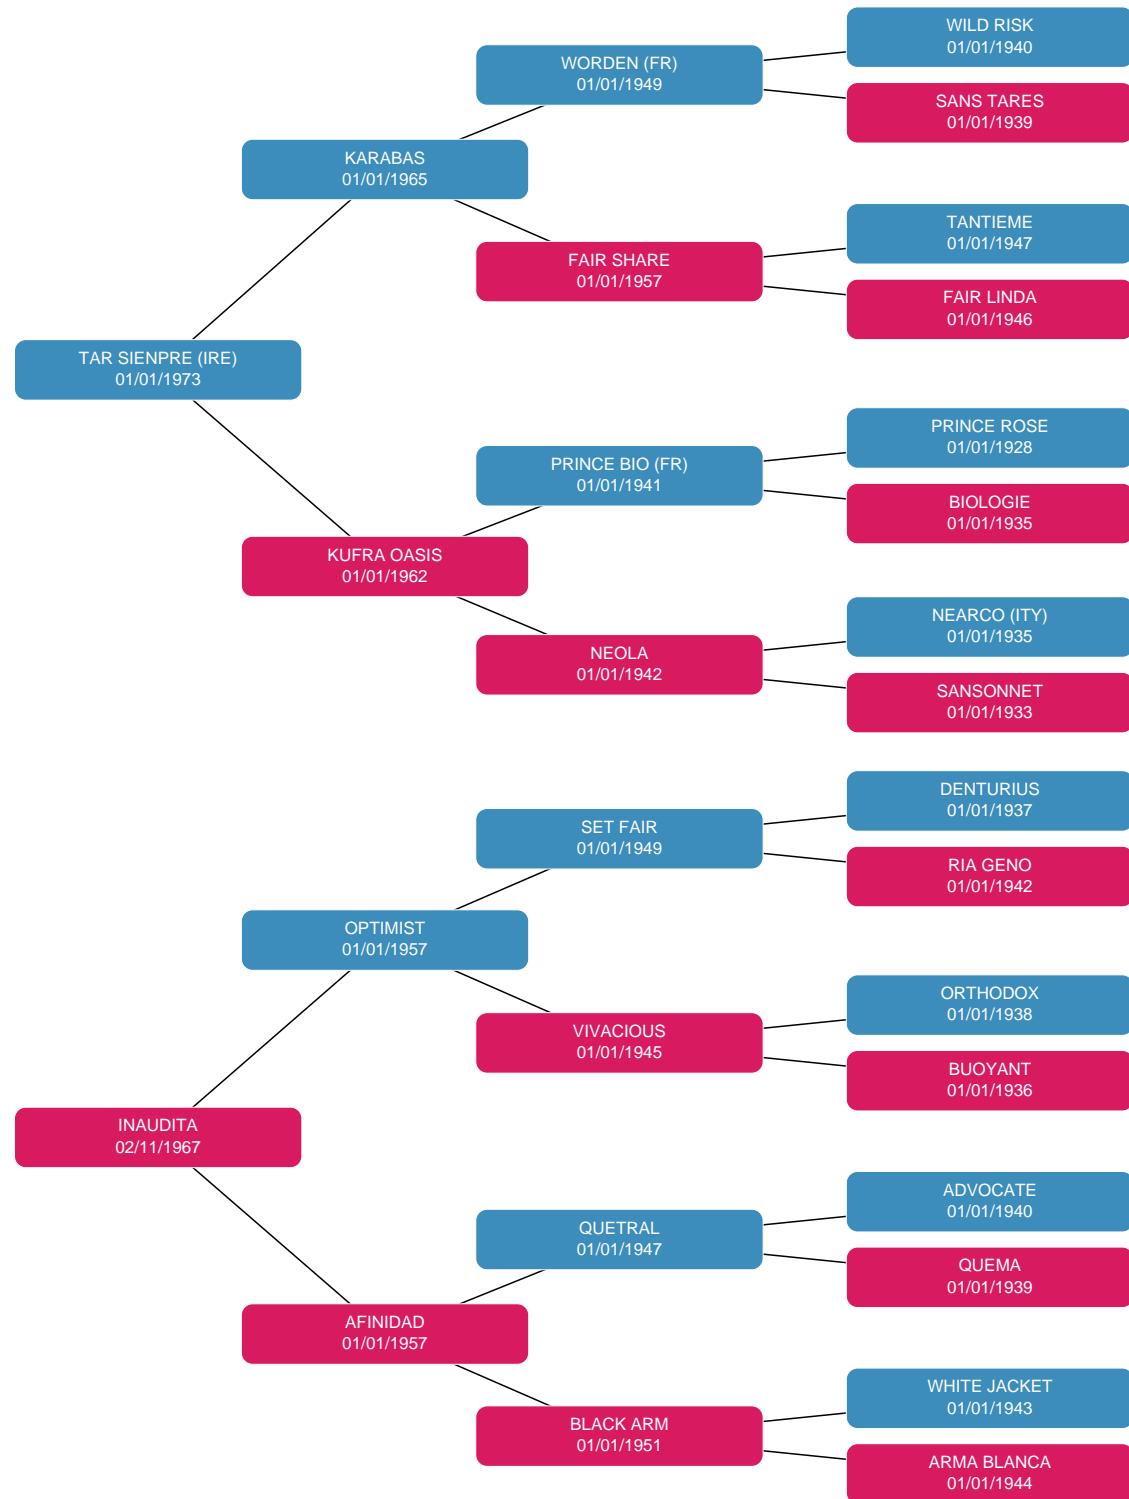 WILD RISK
01/01/1940
WORDEN (FR)
01/01/1949
SANS TARES
01/01/1939
KARABAS
01/01/1965
TANTIEME
01/01/1947
FAIR SHARE
01/01/1957
FAIR LINDA
01/01/1946
TAR SIENPRE (IRE)
01/01/1973
PRINCE ROSE
01/01/1928
PRINCE BIO (FR)
01/01/1941
BIOLOGIE
01/01/1935
KUFRA OASIS
01/01/1962
NEARCO (ITY)
01/01/1935
NEOLA
01/01/1942
SANSONNET
01/01/1933
DENTURIUS
01/01/1937
SET FAIR
01/01/1949
RIA GENO
01/01/1942
OPTIMIST
01/01/1957
ORTHODOX
01/01/1938
VIVACIOUS
01/01/1945
BUOYANT
01/01/1936
INAUDITA
02/11/1967
ADVOCATE
01/01/1940
QUETRAL
01/01/1947
QUEMA
01/01/1939
AFINIDAD
01/01/1957
WHITE JACKET
01/01/1943
BLACK ARM
01/01/1951
ARMA BLANCA
01/01/1944